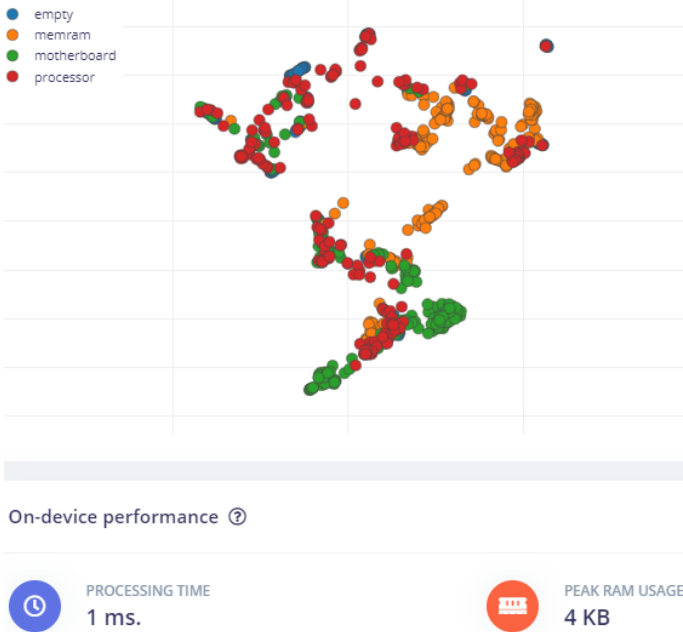 empty
memram
motherboard
processor
On-device performance
PROCESSING TIME
1 ms.
PEAK RAM USAGE
4 KB